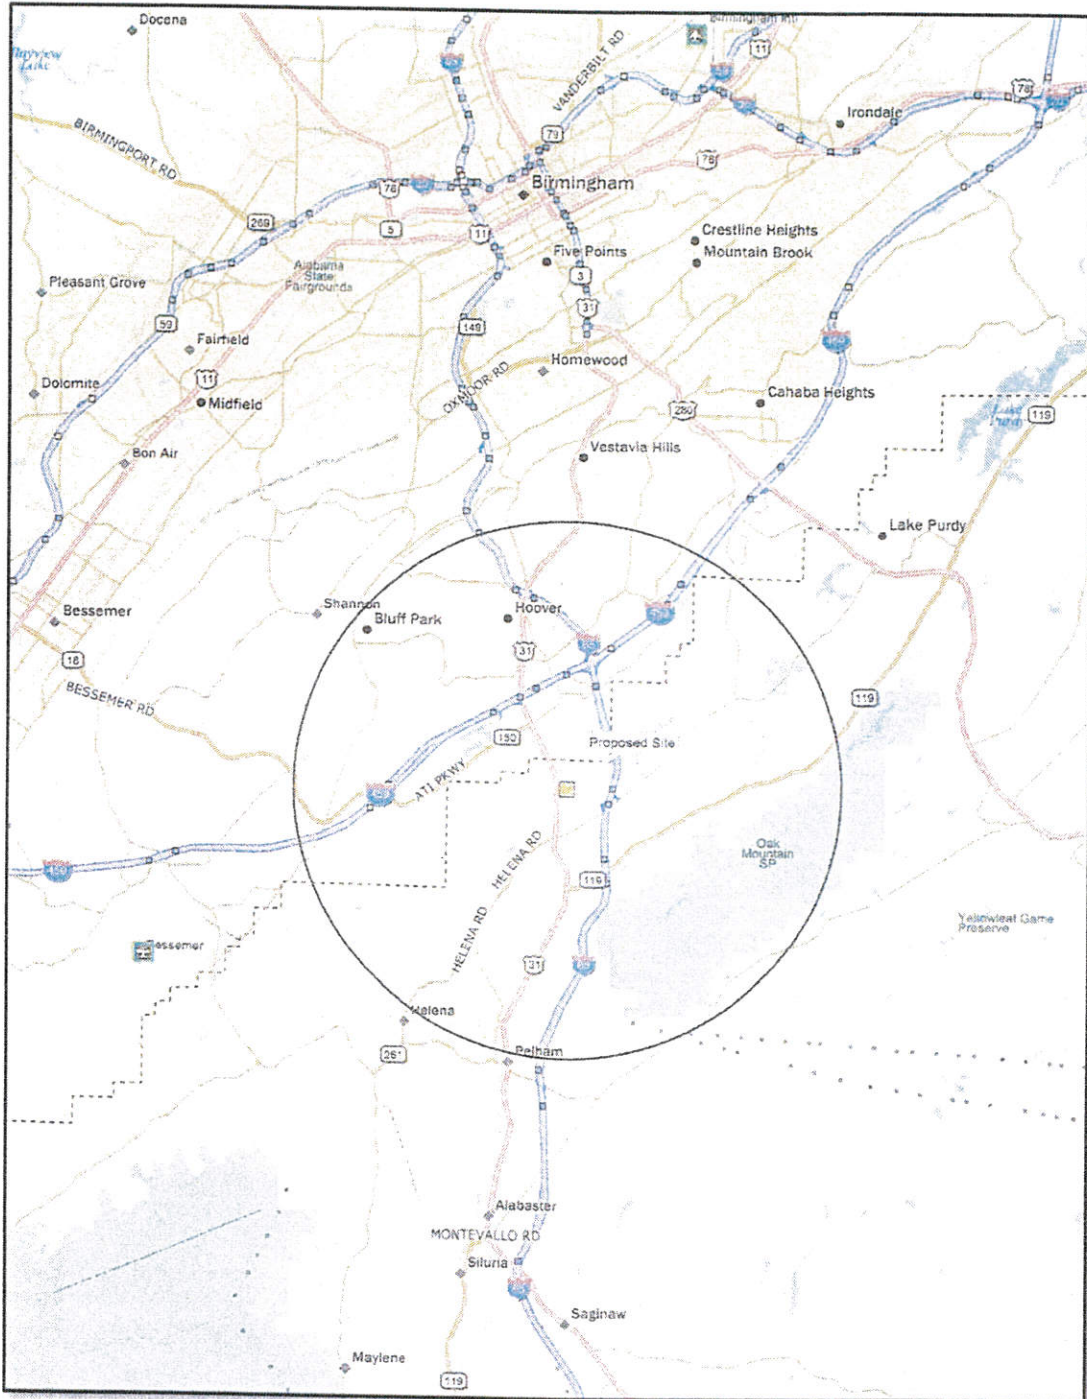 Docena
Birmingham Intl
Bayview
Lake
11
VANDERBILT RD
78
Irondale
BIRMINGPORT RD
79
78
78
Birmingham
269
5
11
Crestline Heights
Mountain Brook
Five Points
Alabama
State
Fairgrounds
3
31
Pleasant Grove
59
149
Fairfield
Homewood
Dolomite
11
Midfield
OXMOOR RD
Cahaba Heights
280
119
Bon Air
Vestavia Hills
Lake Purdy
Shannon
Hoover
Bessemer
Bluff Park
31
18
BESSEMER RD
119
150
Proposed Site
ATI PKWY
Oak
Mountain
SP
HELENA RD
119
Yellowleaf Game
Preserve
HELENA RD
Bessemer
31
Helena
261
Pelham
Alabaster
MONTEVALLO RD
Siluria
Saginaw
Maylene
119